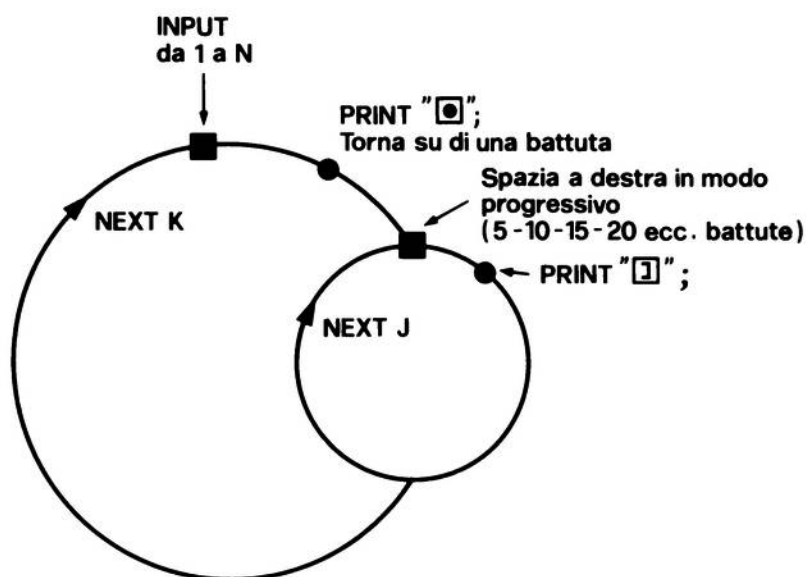 INPUT
da 1 a N
PRINT "●";
Torna su di una battuta
Spazia a destra in modo
progressivo
(5-10-15-20 ecc. battute)
NEXT K
PRINT "]";
NEXT J